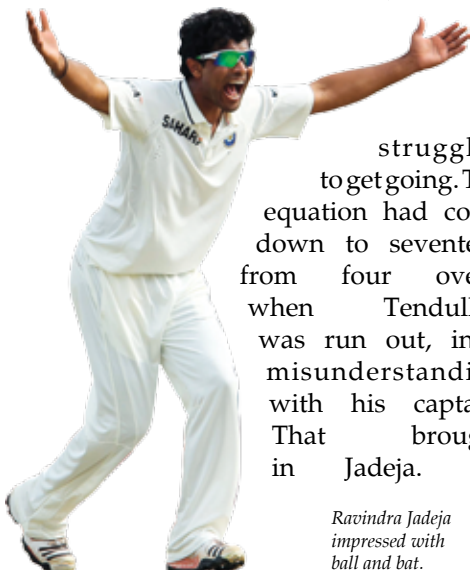 SAHAR
struggl
to get going. T
equation had co
down to sevente
from four ove
when Tendul
was run out, in
misunderstandi
with his capta
That broug
in Jadeja.
Ravindra Jadeja
impressed with
ball and bat.